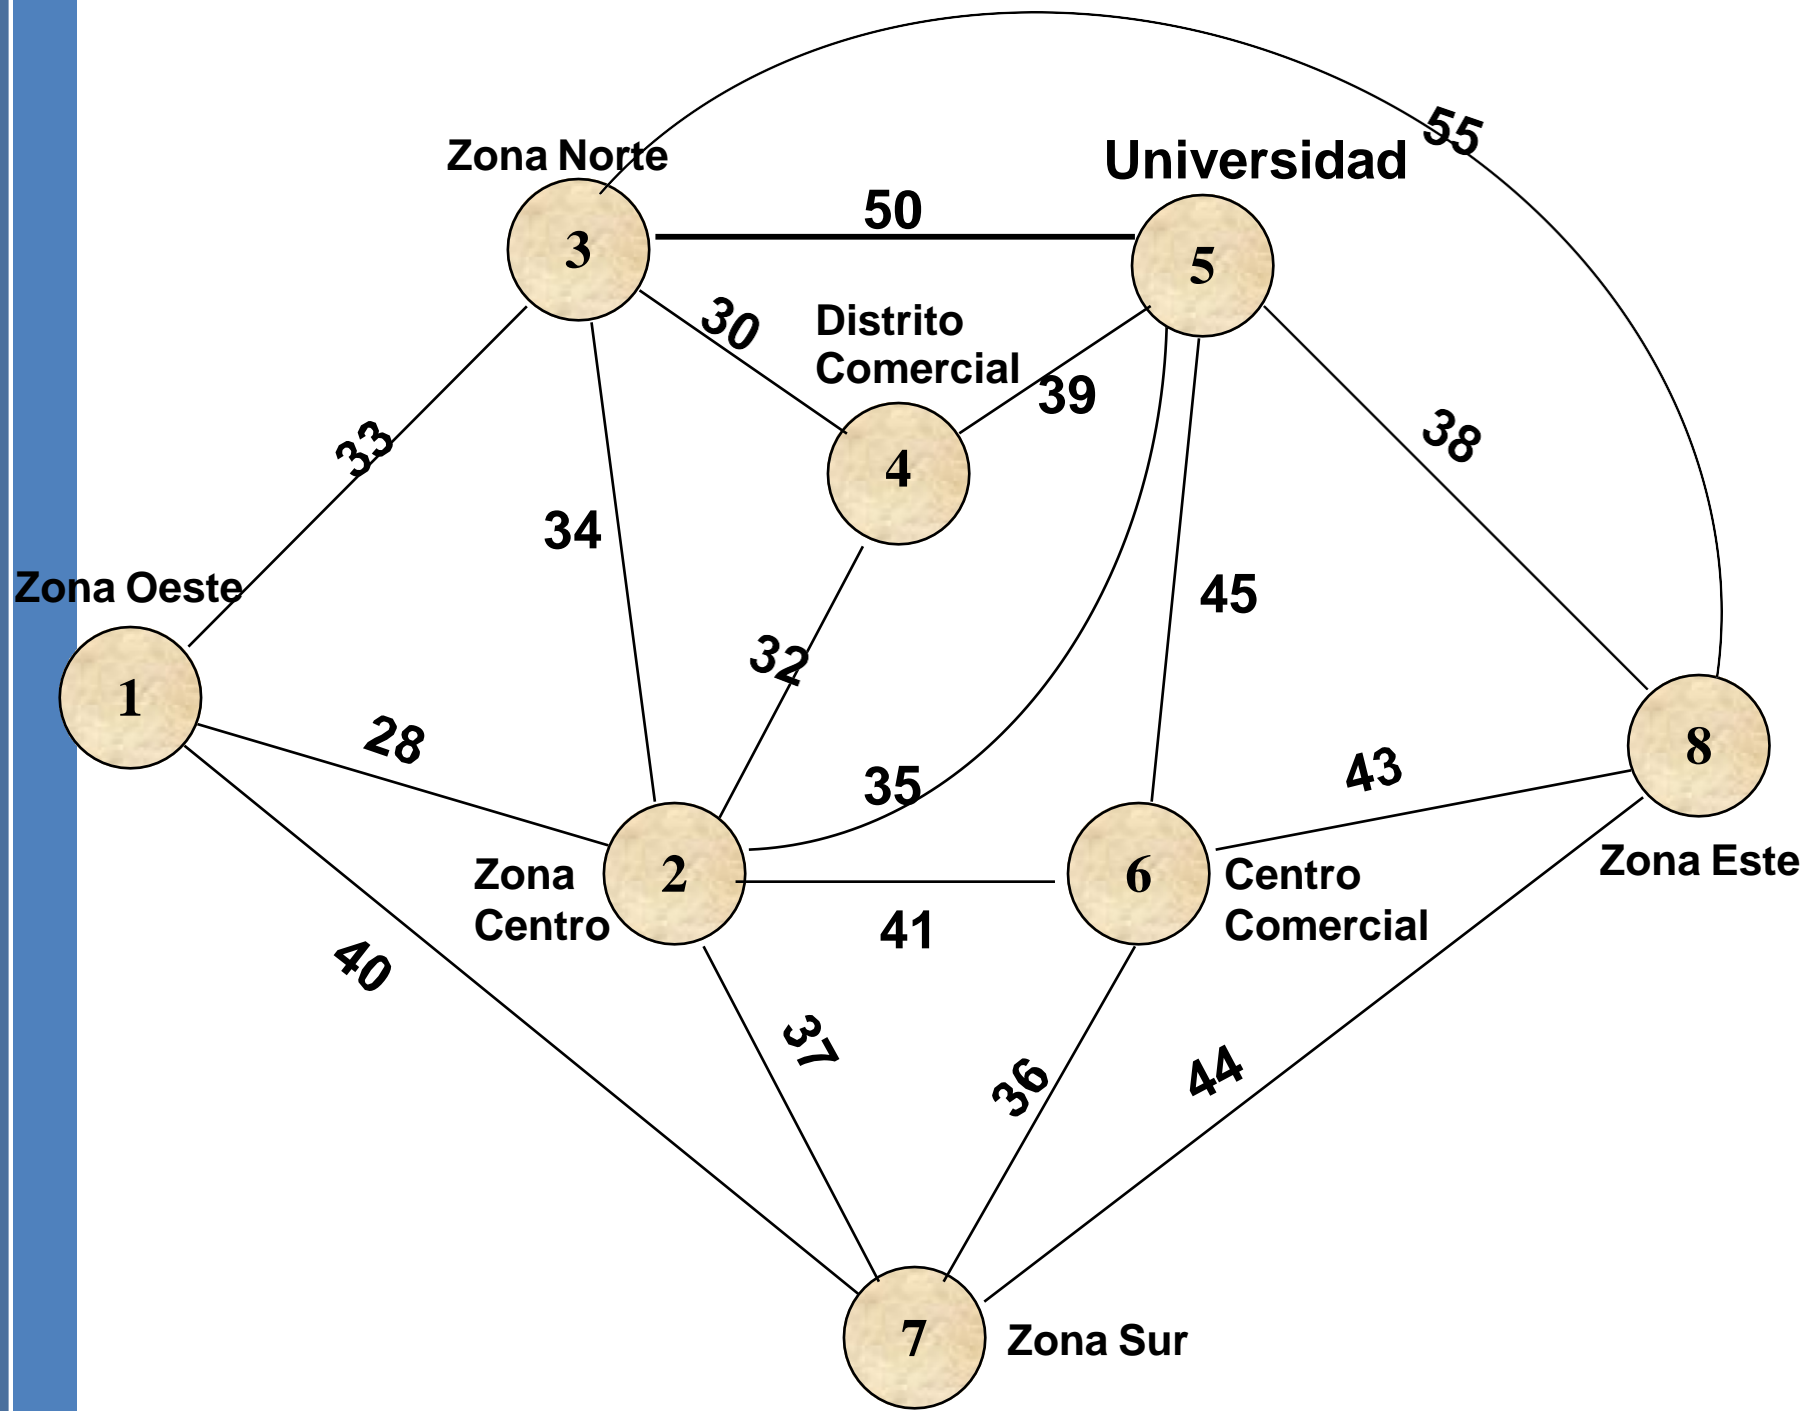 55
Zona Norte
Universidad
50
3
5
30
Distrito
Comercial
39
33
38
4
34
Zona Oeste
45
32
1
28
35
43
8
Zona
Centro
2
6
Centro
Comercial
Zona Este
41
40
37
36
44
7
Zona Sur